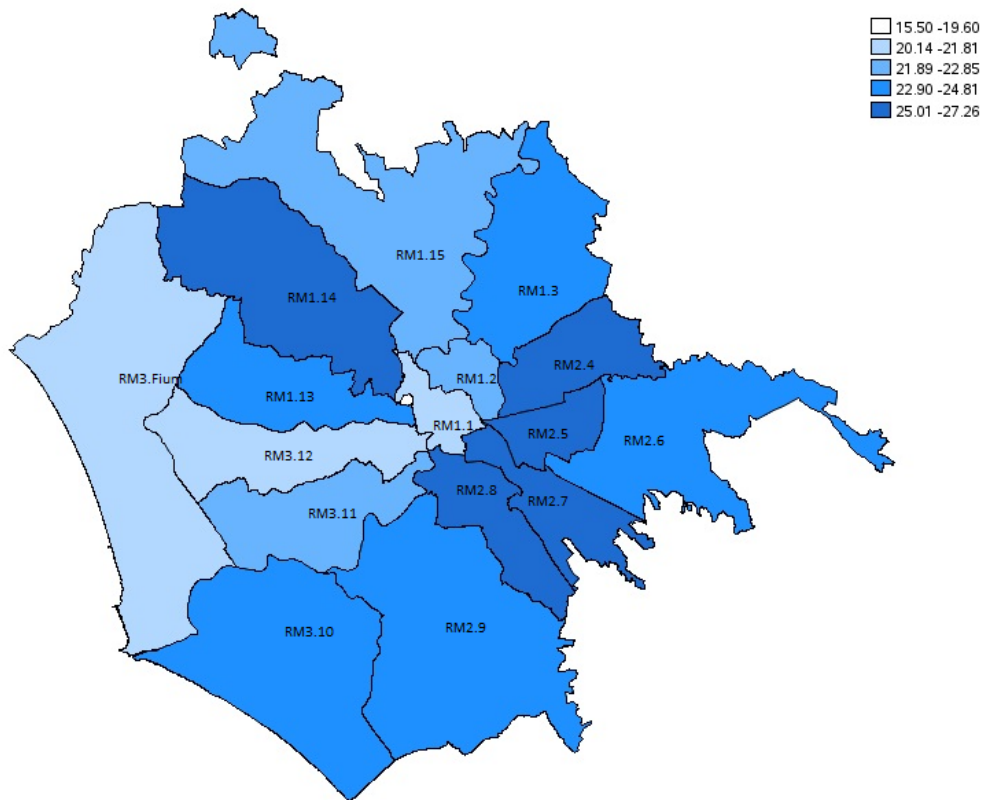 15.50 -19.60
20.14 -21.81
21.89 -22.85
22.90 -24.81
25.01 -27.26
RM1.15
RM1.3
RM1.14
RM2.4
RM3.Fium
RM1.2
RM1.13
RM1.1
RM2.5
RM2.6
RM3.12
RM2.8
RM2.7
RM3.11
RM3.10
RM2.9